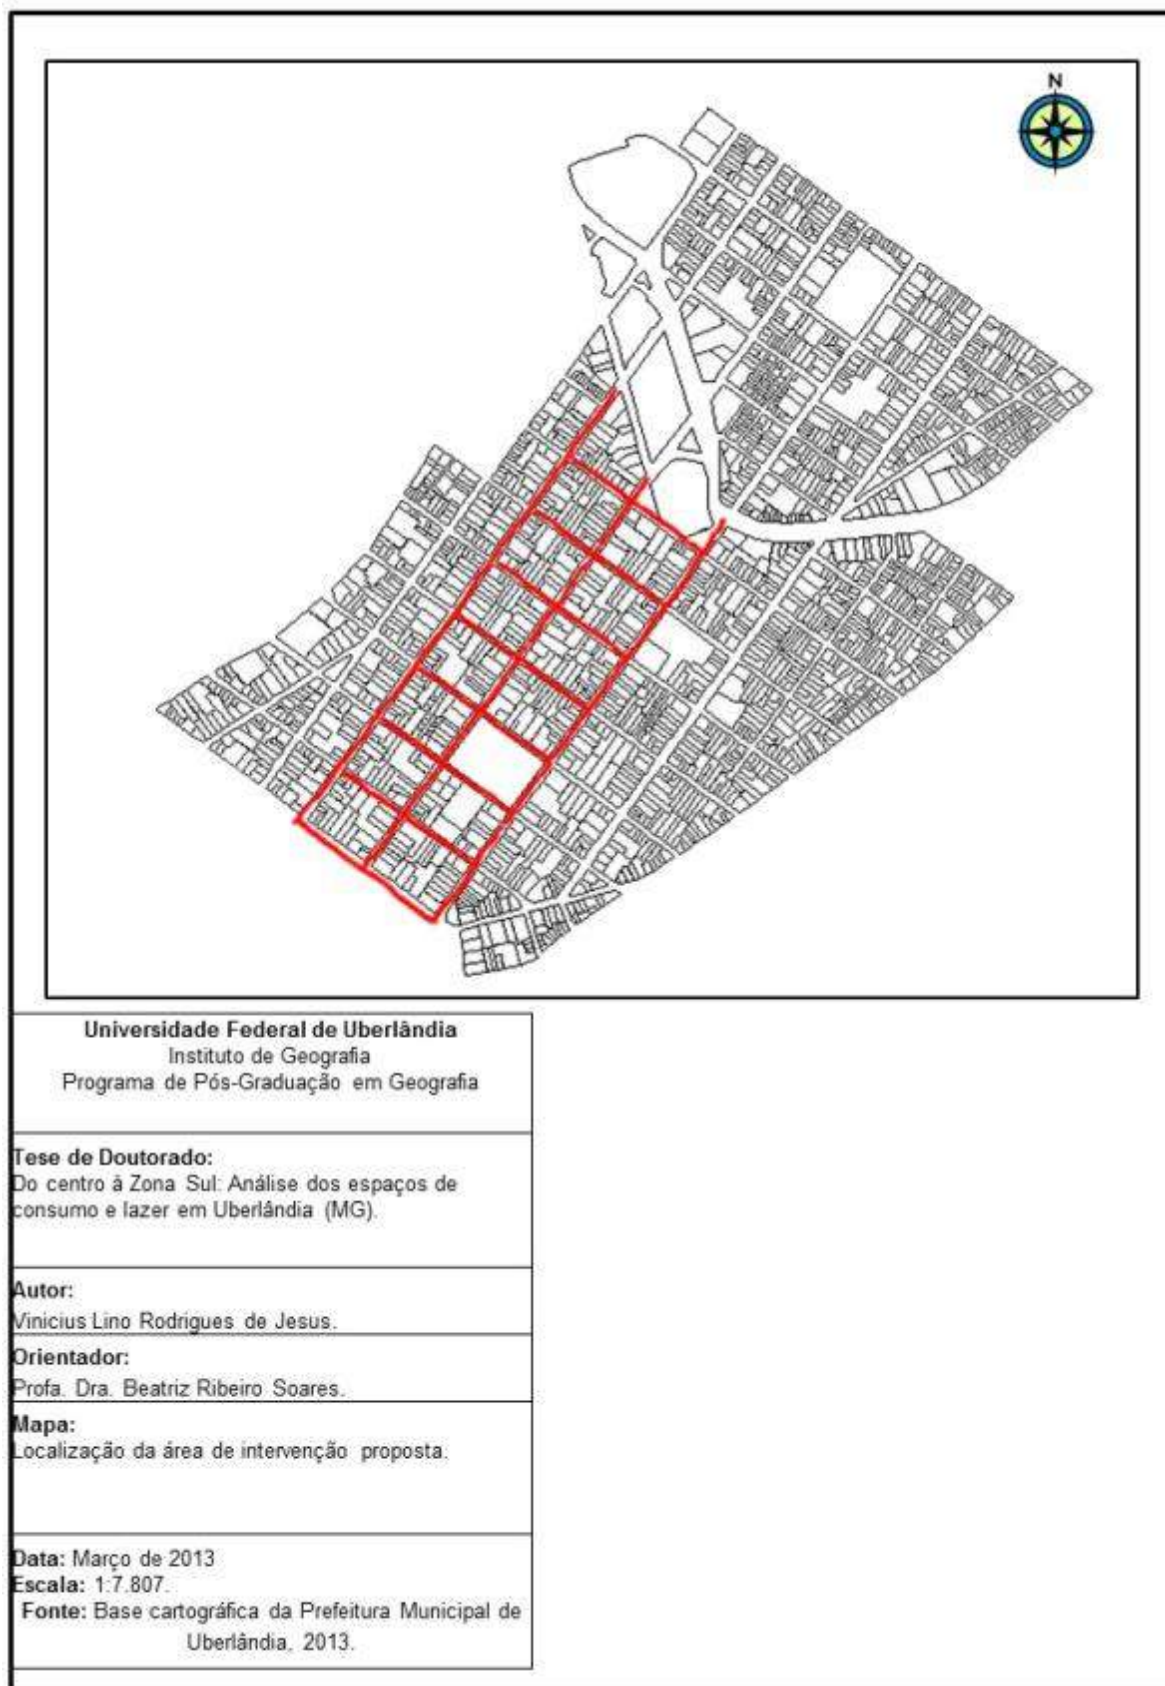 N
Universidade Federal de Uberlândia
Instituto de Geografia
Programa de Pós-Graduação em Geografia
Tese de Doutorado:
Do centro à Zona Sul: Análise dos espaços de
consumo e lazer em Uberlândia (MG).
Autor:
Vinicius Lino Rodrigues de Jesus.
Orientador:
Profa. Dra. Beatriz Ribeiro Soares.
Mapa:
Localização da área de intervenção proposta.
Data: Março de 2013
Escala: 1:7.807.
Fonte: Base cartográfica da Prefeitura Municipal de
Uberlândia, 2013.